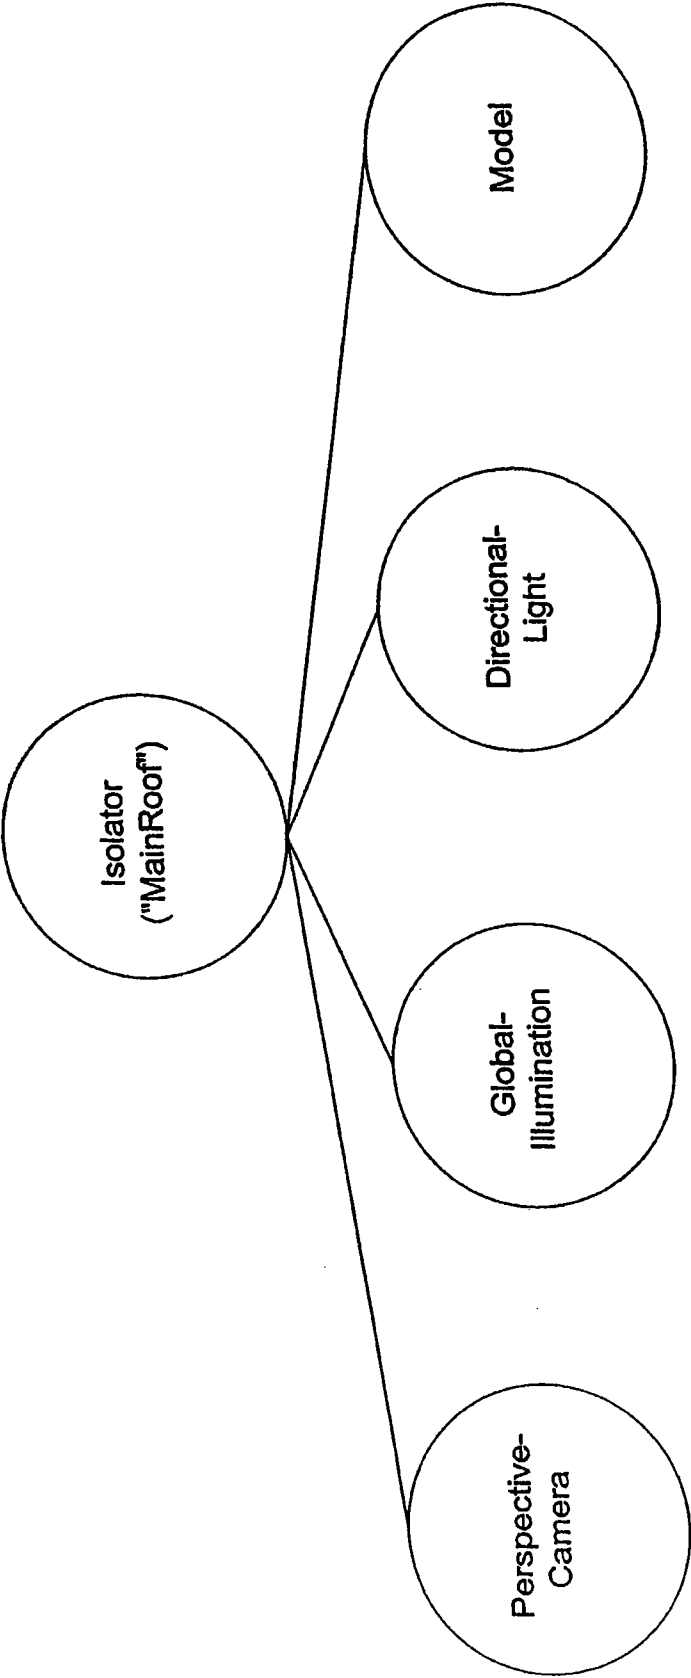 Isolator
("MainRoof")
Perspective-
Camera
Global-
Illumination
Directional-
Light
Model